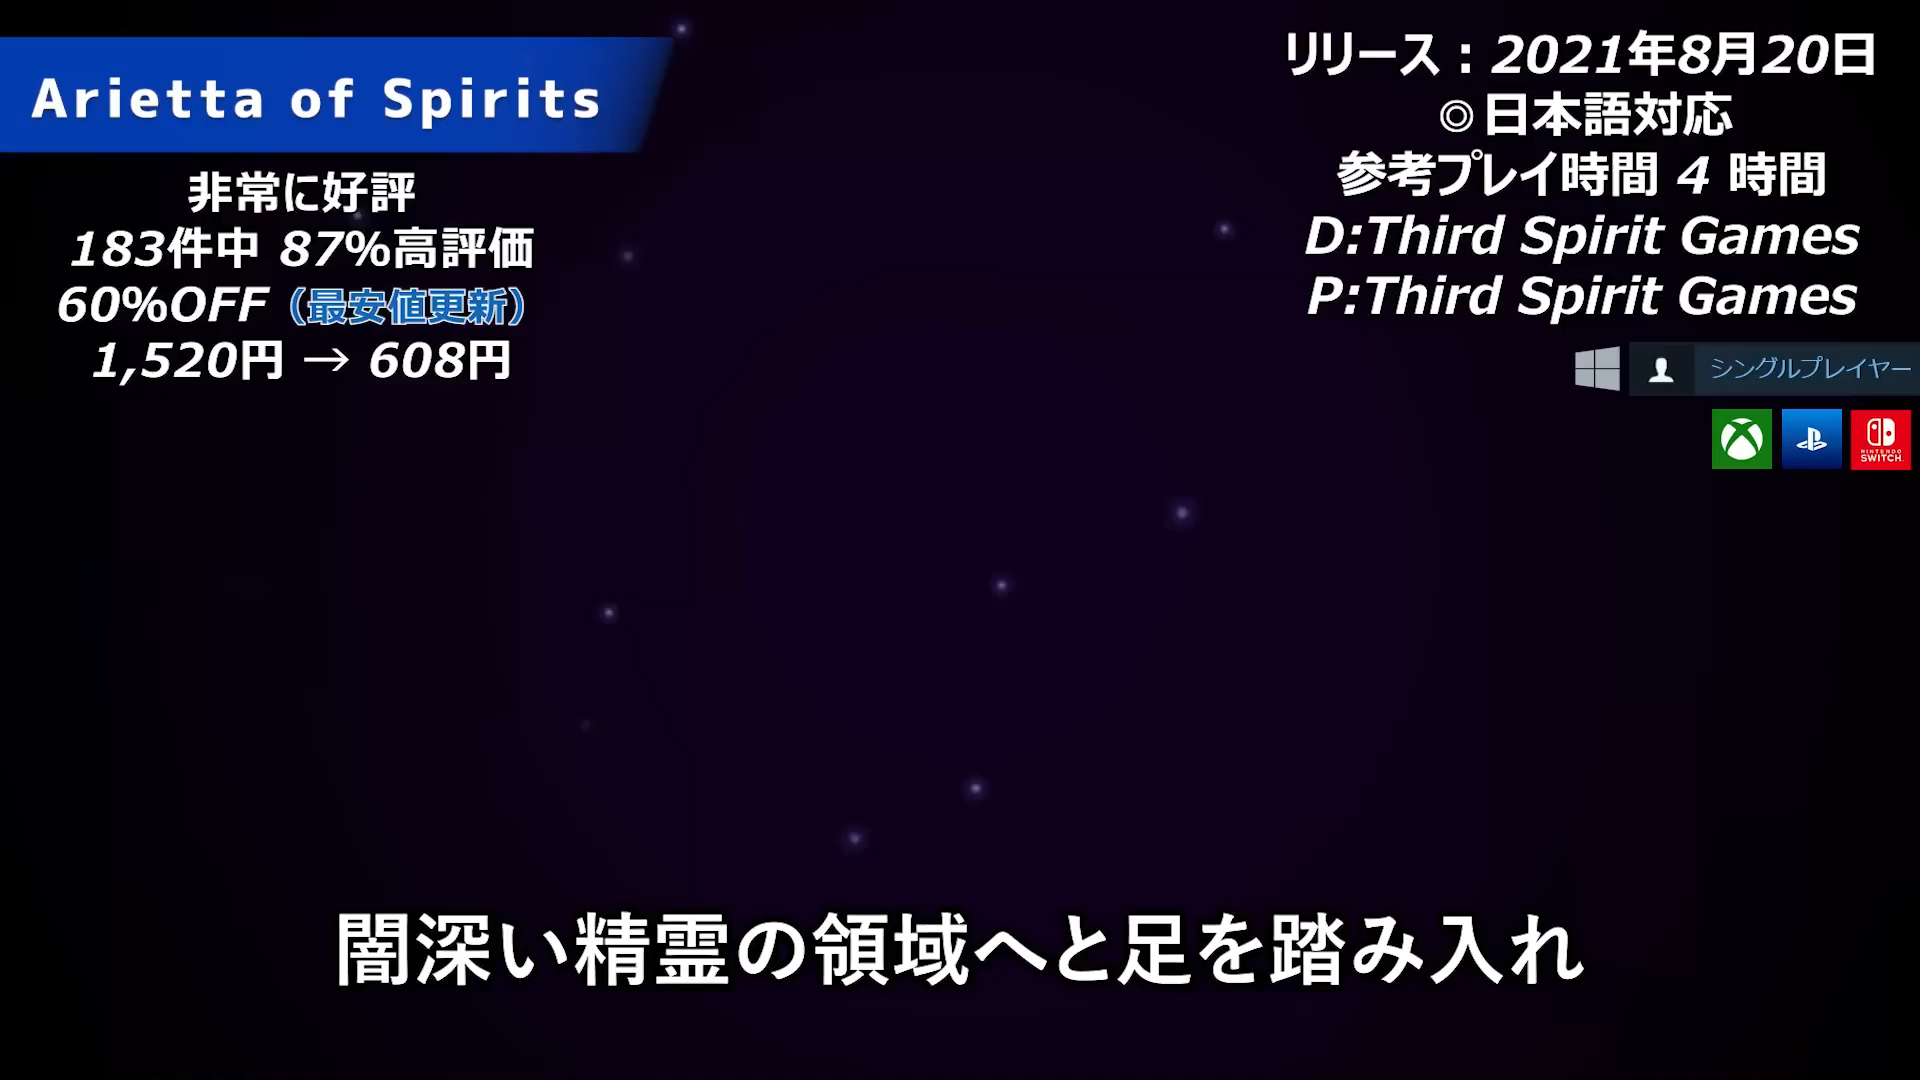 Arietta of Spirits
非常に好評
183件中 87%高評価
60%OFF（最安値更新）
1,520円 → 608円
リリース：2021年8月20日
◎日本語対応
参考プレイ時間 4 時間
D:Third Spirit Games
P:Third Spirit Games
シングルプレイヤー
NINTENDO
SWITCH
闇深い精霊の領域へと足を踏み入れ